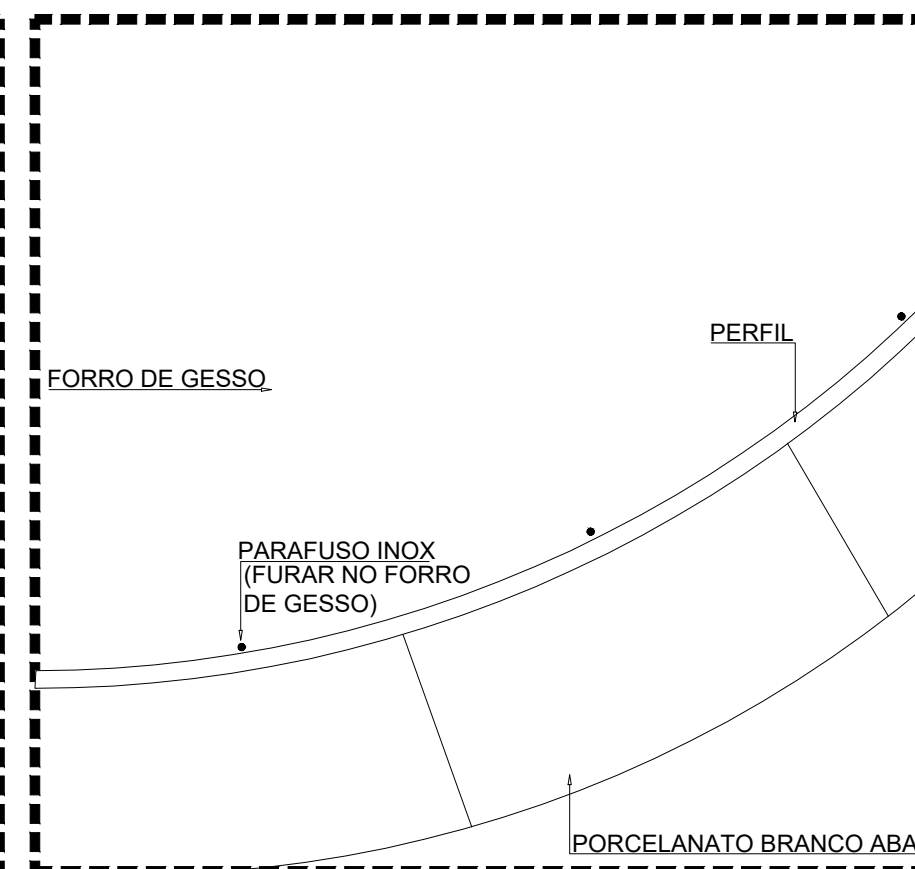 PERFIL
FORRO DE GESSO
PARAFUSO INOX
(FURAR NO FORRO
DE GESSO)
PORCELANATO BRANCO ABA